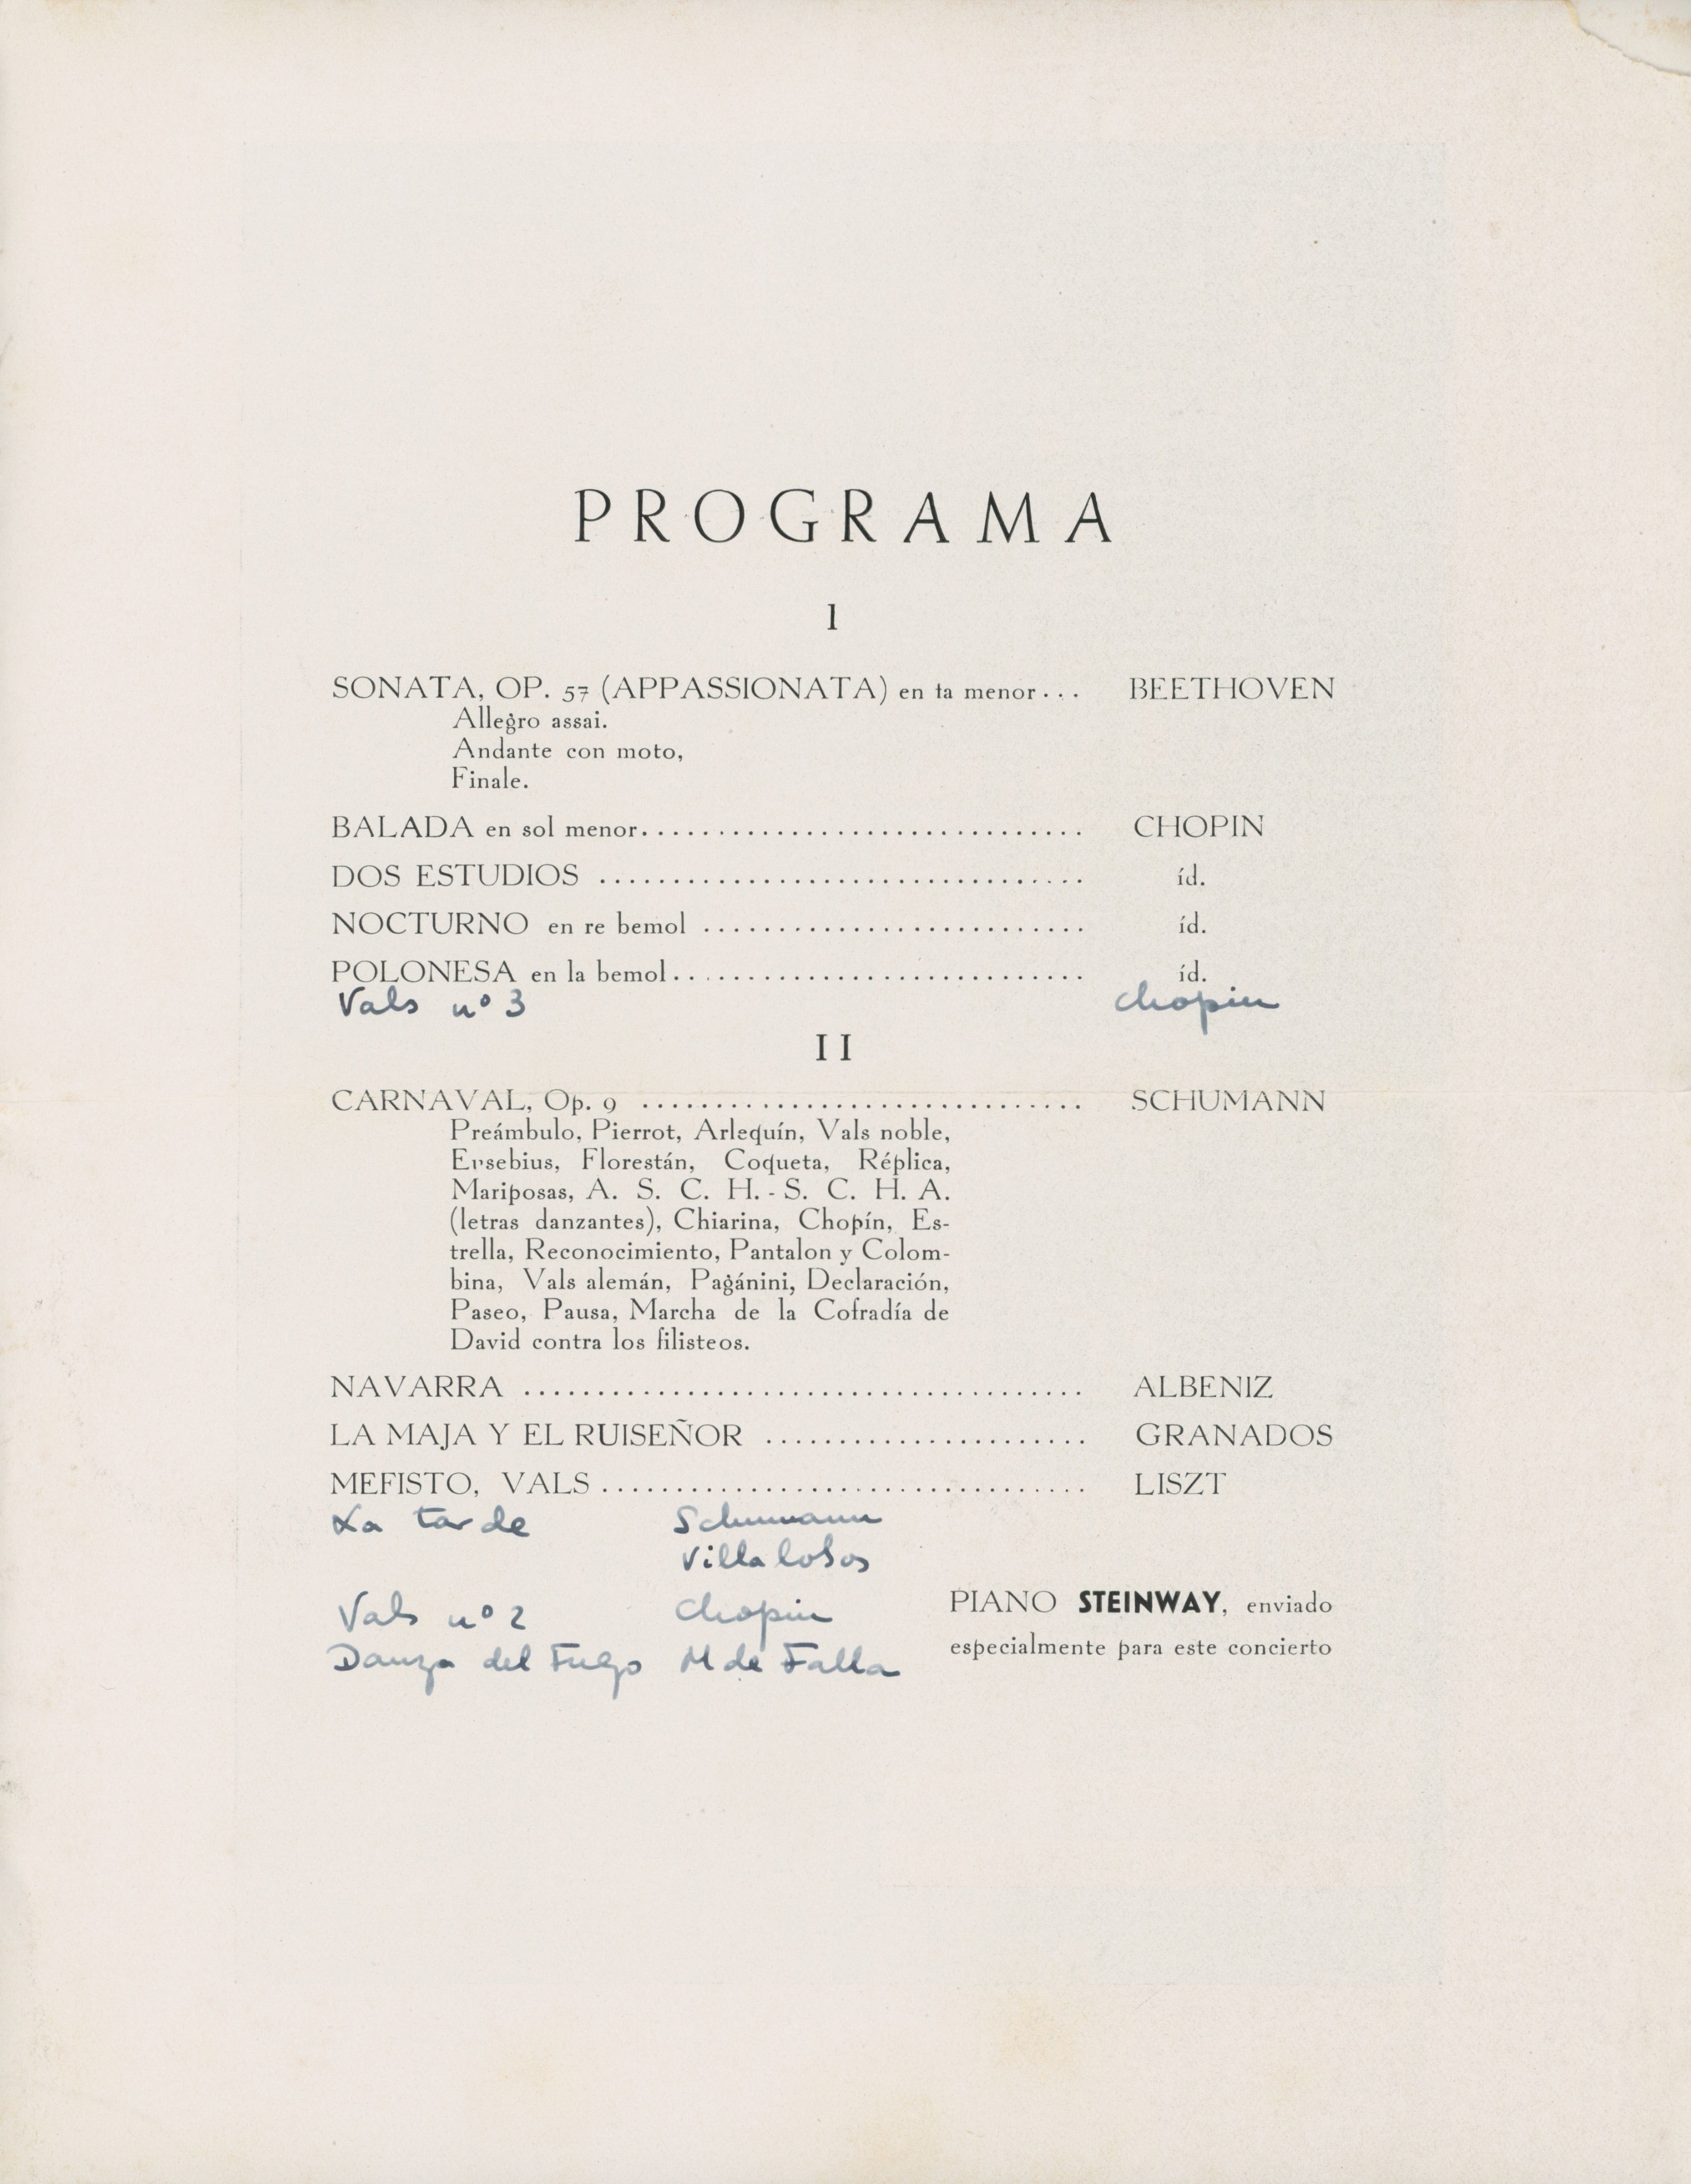 PROGRAMA
I
SONATA, OP. 57 (APPASSIONATA) en fa menor... BEETHOVEN
Allegro assai.
Andante con moto,
Finale.
BALADA en sol menor.............................. CHOPIN
DOS ESTUDIOS ................................. íd.
NOCTURNO en re bemol .......................... íd.
POLONESA en la bemol............................ íd.
Vals nº 3 Chopin
II
CARNAVAL, Op. 9 .............................. SCHUMANN
Preámbulo, Pierrot, Arlequín, Vals noble,
Eusebius, Florestán, Coqueta, Réplica,
Mariposas, A. S. C. H. - S. C. H. A.
(letras danzantes), Chiarina, Chopín, Es-
trella, Reconocimiento, Pantalon y Colom-
bina, Vals alemán, Pagánini, Declaración,
Paseo, Pausa, Marcha de la Cofradía de
David contra los filisteos.
NAVARRA ...................................... ALBENIZ
LA MAJA Y EL RUISEÑOR ...................... GRANADOS
MEFISTO, VALS................................. LISZT
La tarde Schumann
Villa lobos
Vals nº 2 Chopin
Danza del Fuego M de Falla
PIANO STEINWAY, enviado
especialmente para este concierto